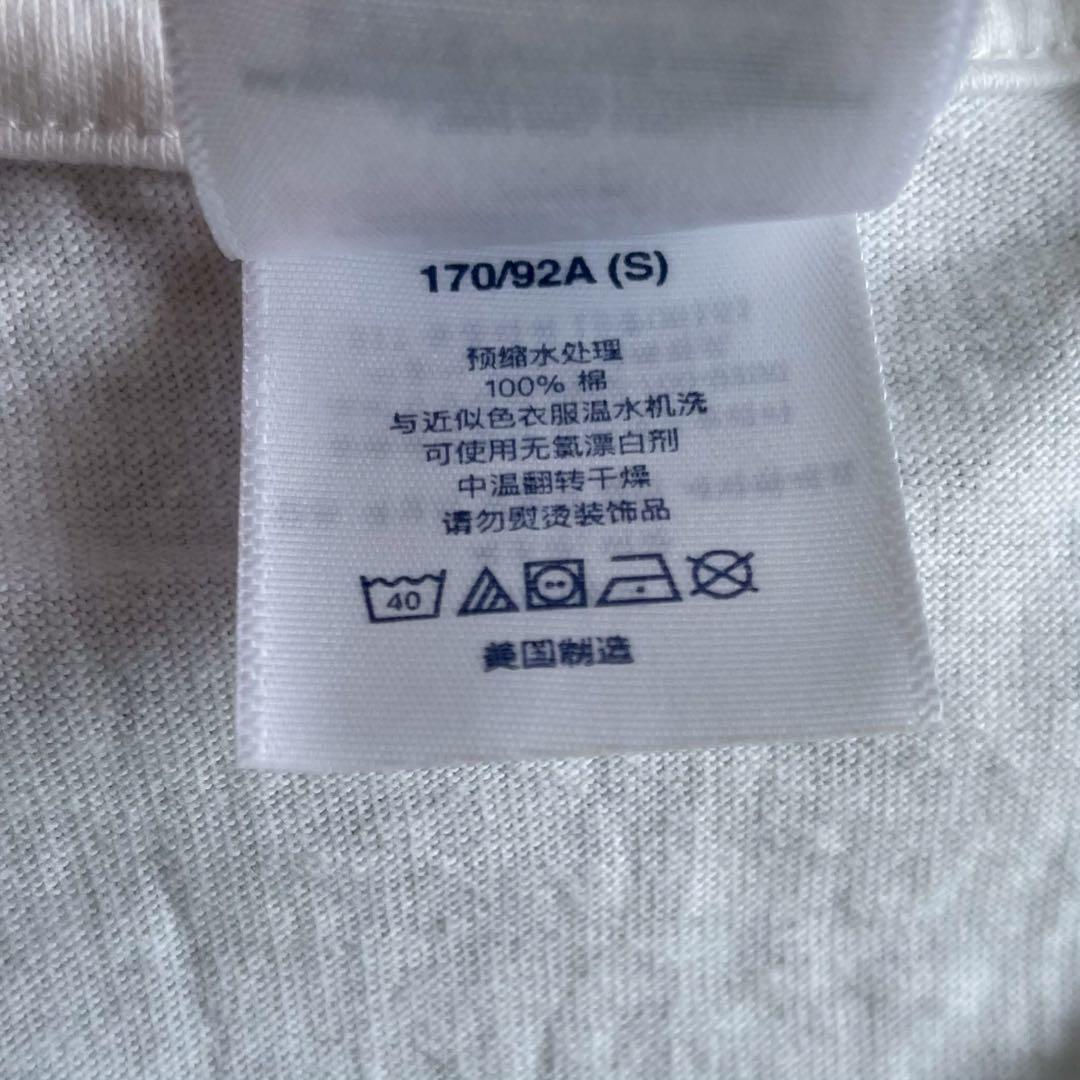 170/92A (S)
预缩水处理
100% 棉
与近似色衣服温水机洗
可使用无氯漂白剂
中温翻转干燥
请勿熨烫装饰品
40
美国制造